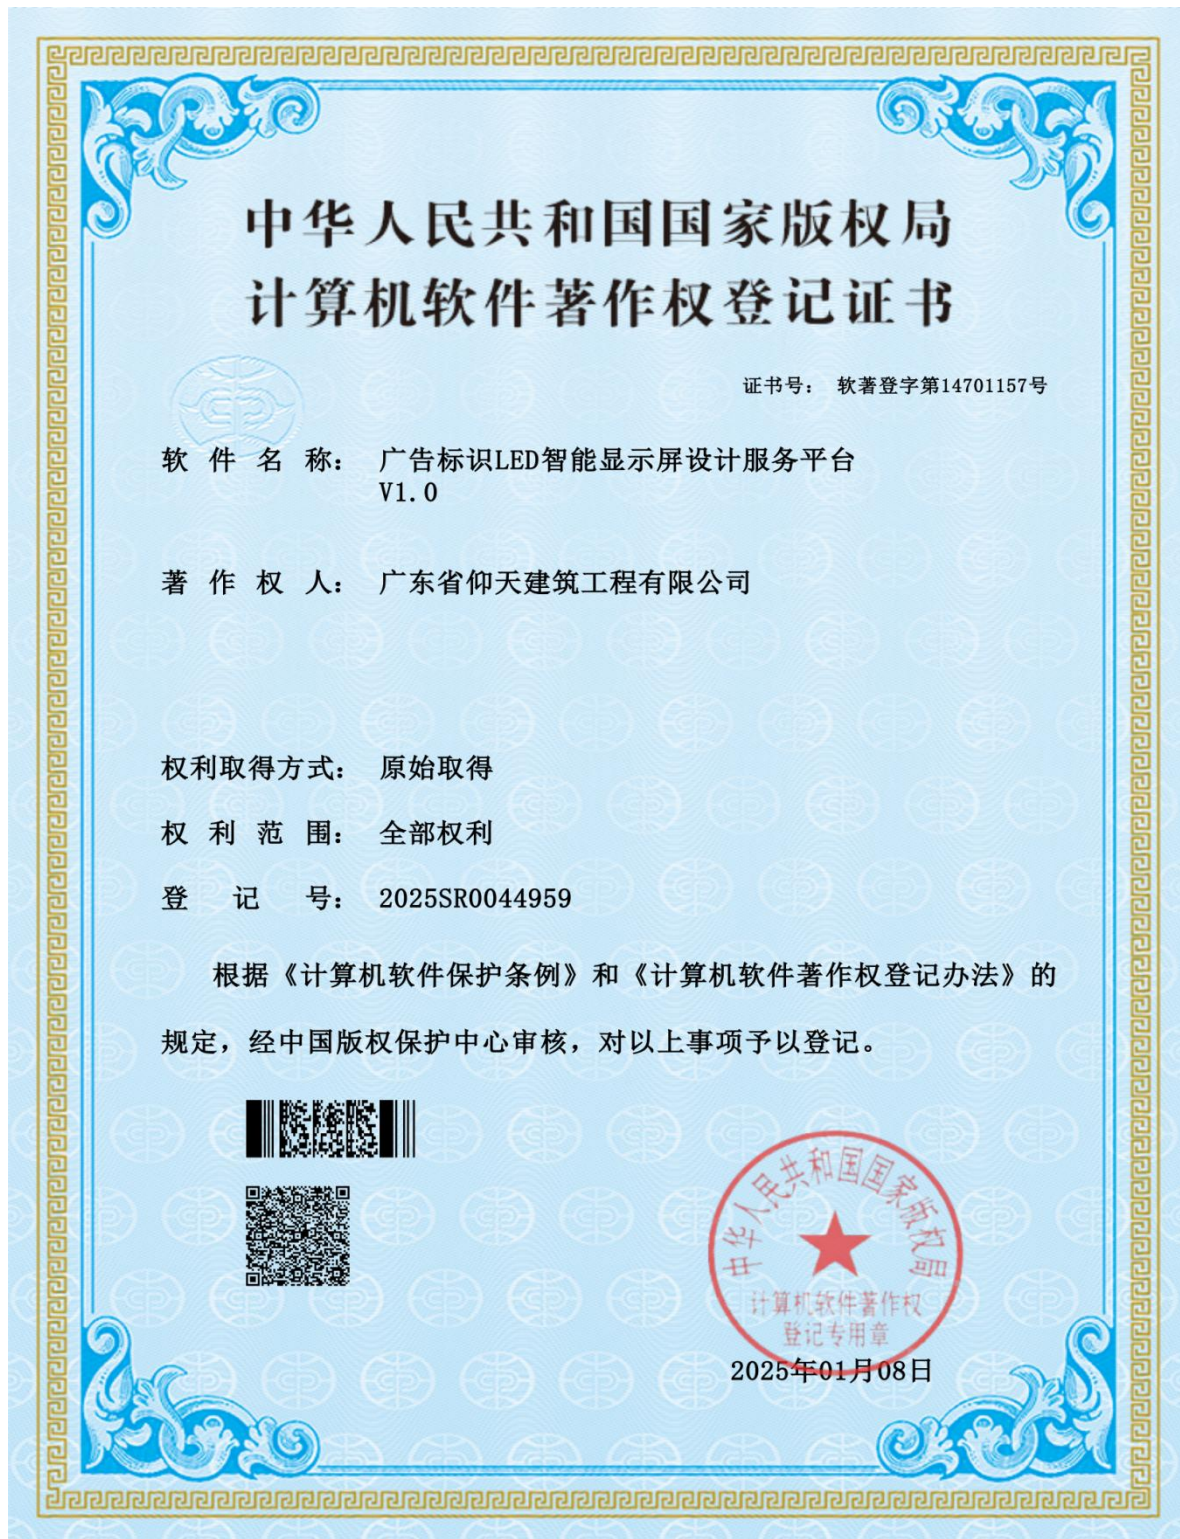 中华人民共和国国家版权局
计算机软件著作权登记证书
证书号： 软著登字第14701157号
软件名称： 广告标识LED智能显示屏设计服务平台
V1.0
著作权人： 广东省仰天建筑工程有限公司
权利取得方式： 原始取得
权利范围： 全部权利
登记号： 2025SR0044959
根据《计算机软件保护条例》和《计算机软件著作权登记办法》的
规定，经中国版权保护中心审核，对以上事项予以登记。
中华人民共和国国家版权局
计算机软件著作权
登记专用章
2025年01月08日